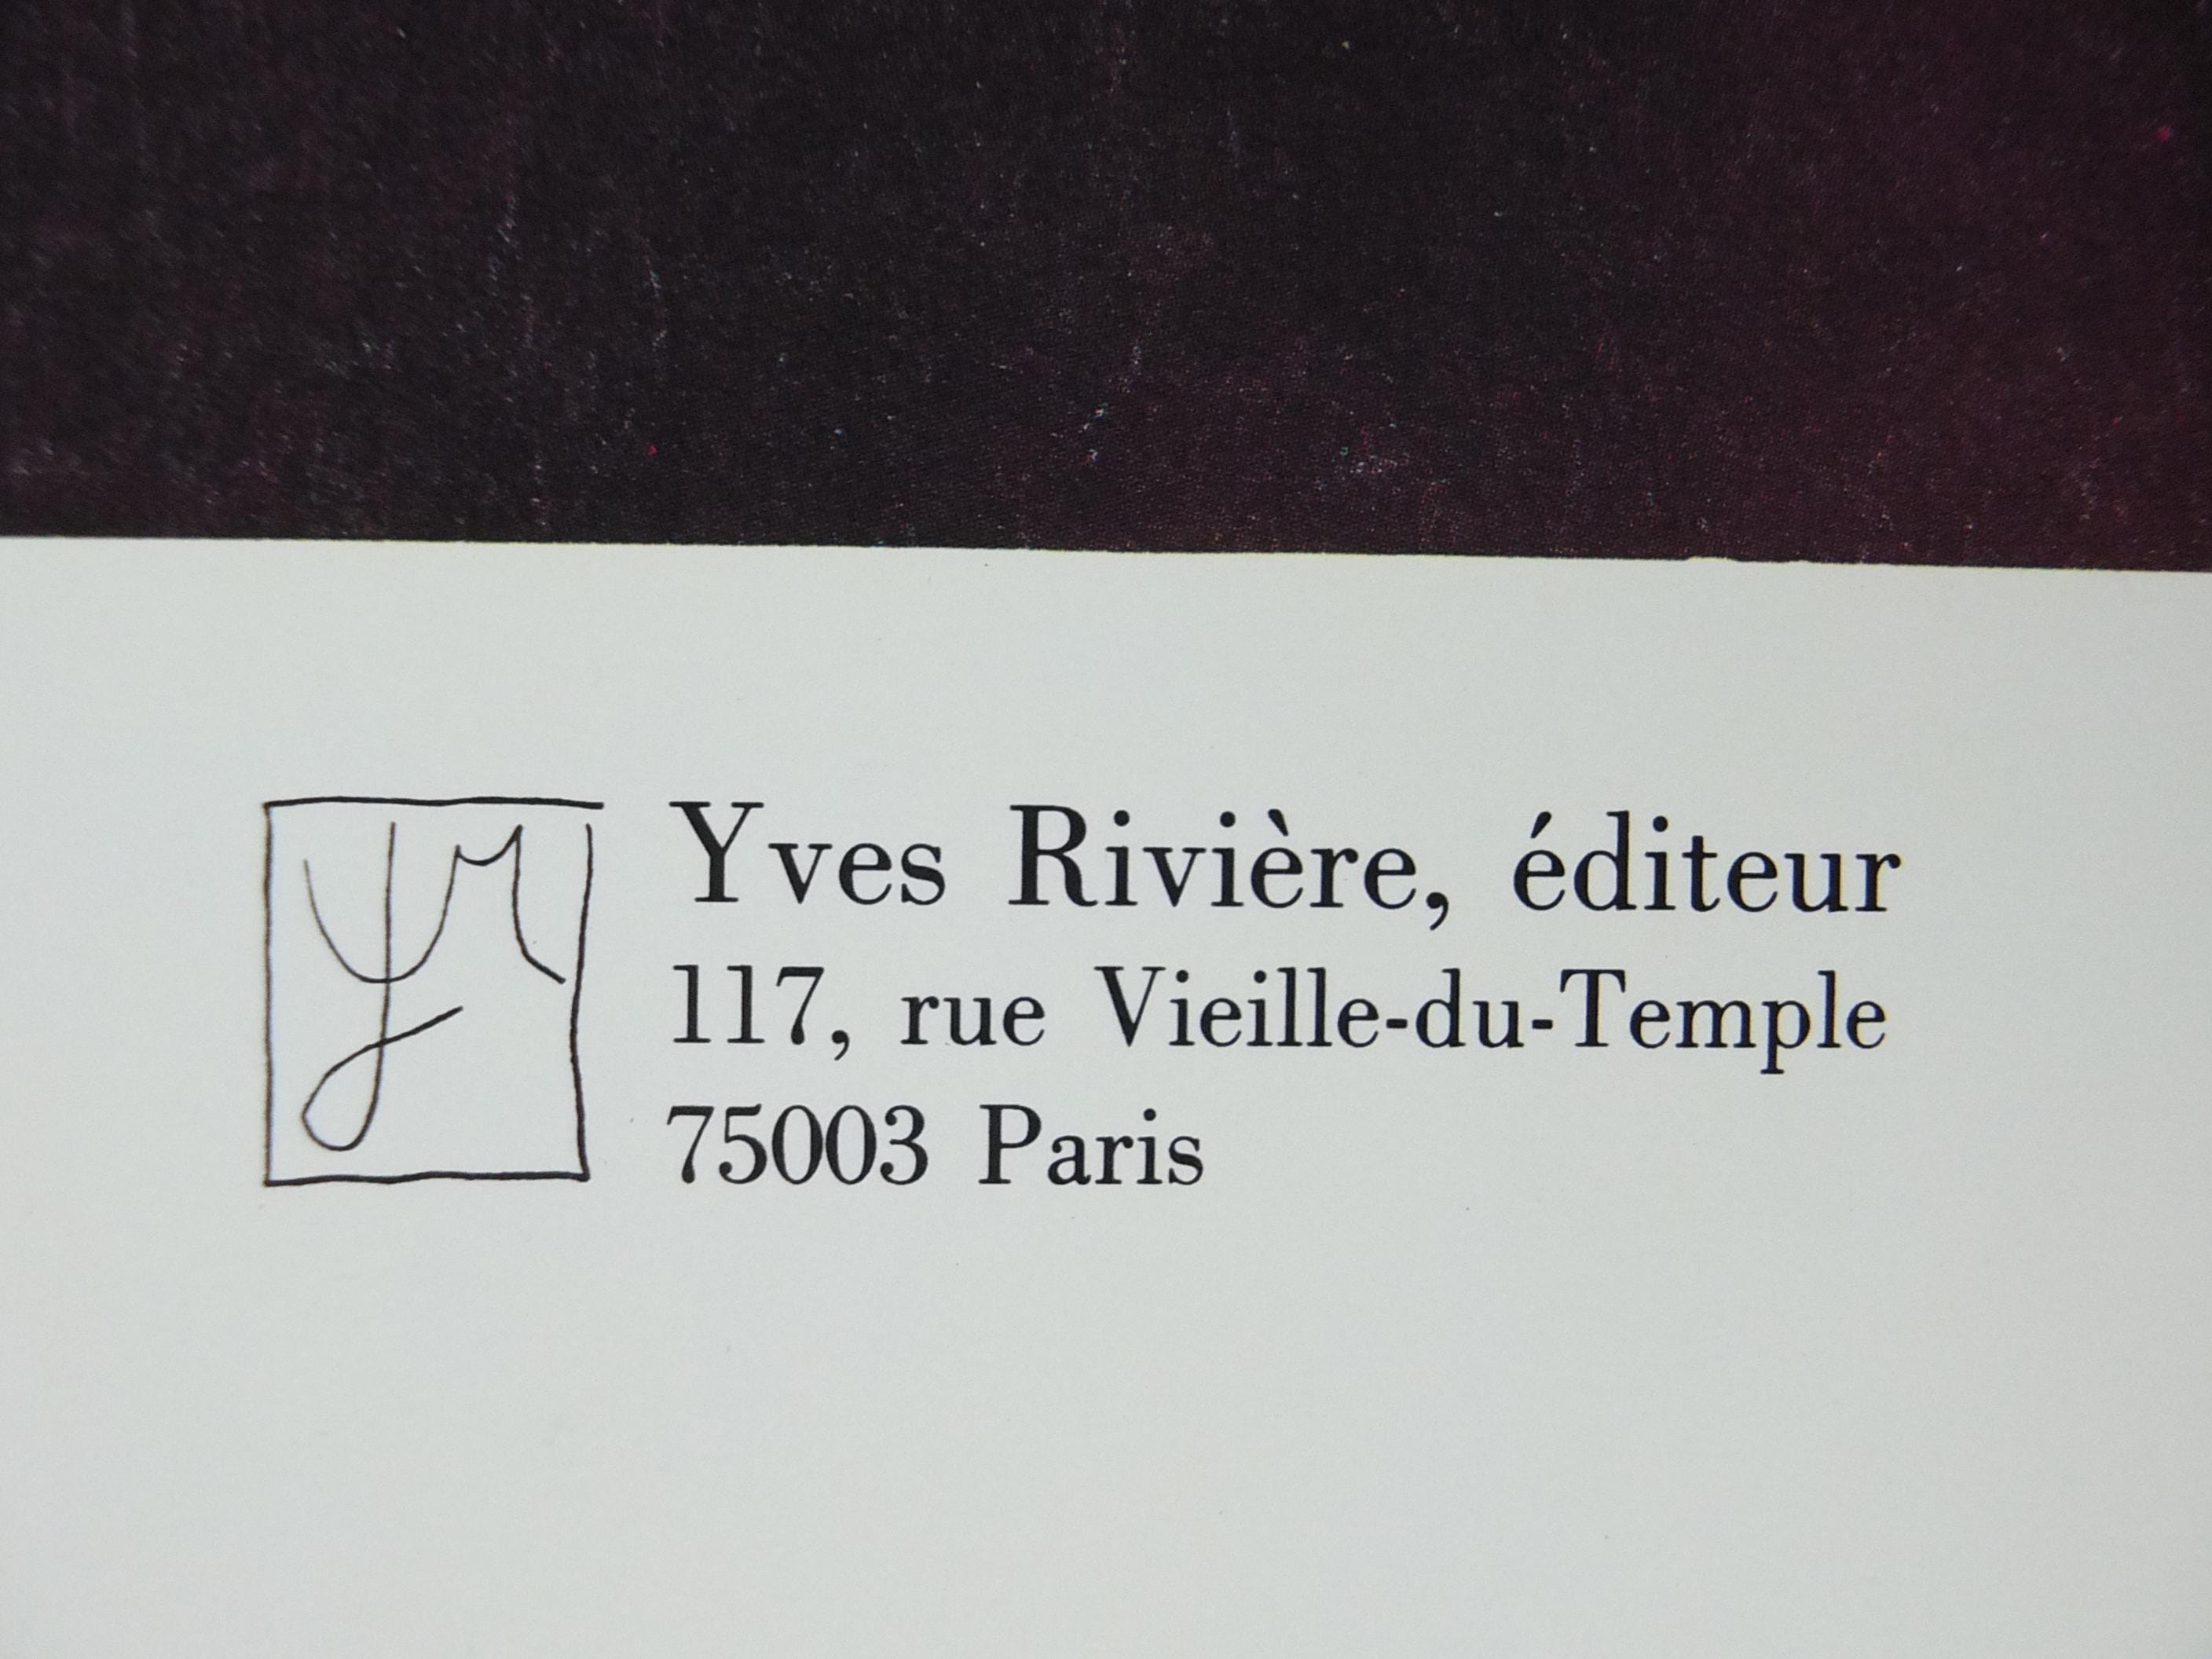 Yves Rivière, éditeur
117, rue Vieille-du-Temple
75003 Paris